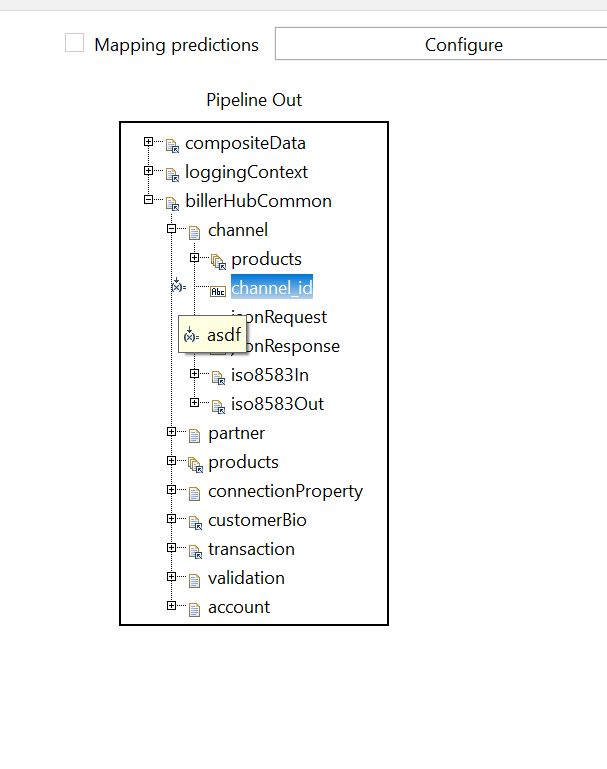 Mapping predictions
Configure
Pipeline Out
compositeData
loggingContext
billerHubCommon
channel
products
Abc channel_id
jsonRequest
(x)= asdf
jsonResponse
iso8583In
iso8583Out
partner
products
connectionProperty
customerBio
transaction
validation
account